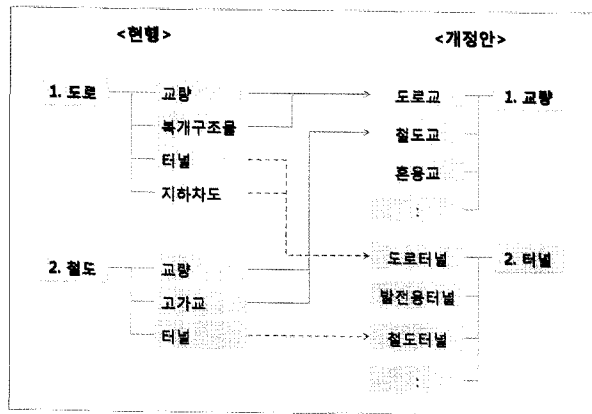 <현행>
<개정안>
1. 도로
교량
복개구조물
터널
지하차도
2. 철도
교량
고가교
터널
도로교
1. 교량
철도교
혼용교
:
도로터널
2. 터널
발전용터널
철도터널
: